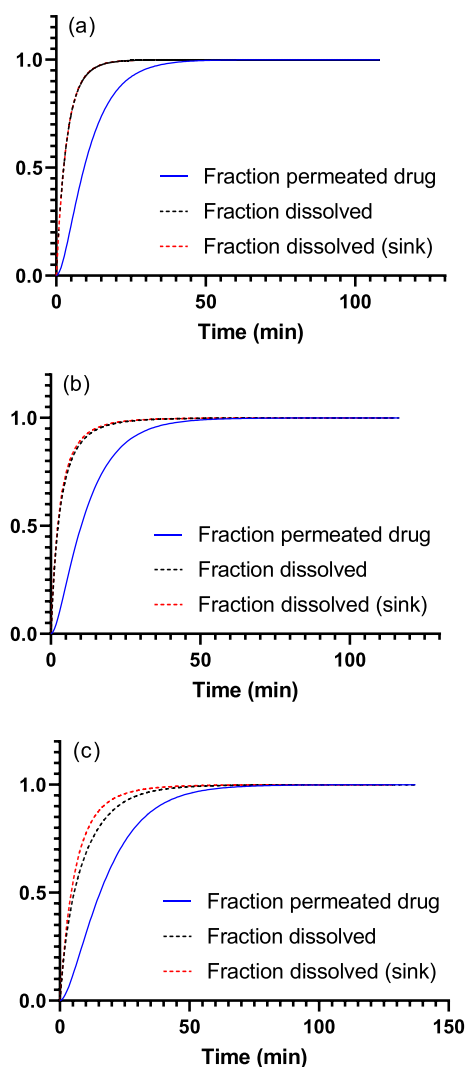 (a)
1.0
0.5
0.0
Fraction permeated drug
Fraction dissolved
Fraction dissolved (sink)
0 50 100
Time (min)
(b)
1.0
0.5
0.0
Fraction permeated drug
Fraction dissolved
Fraction dissolved (sink)
0 50 100
Time (min)
(c)
1.0
0.5
0.0
Fraction permeated drug
Fraction dissolved
Fraction dissolved (sink)
0 50 100 150
Time (min)